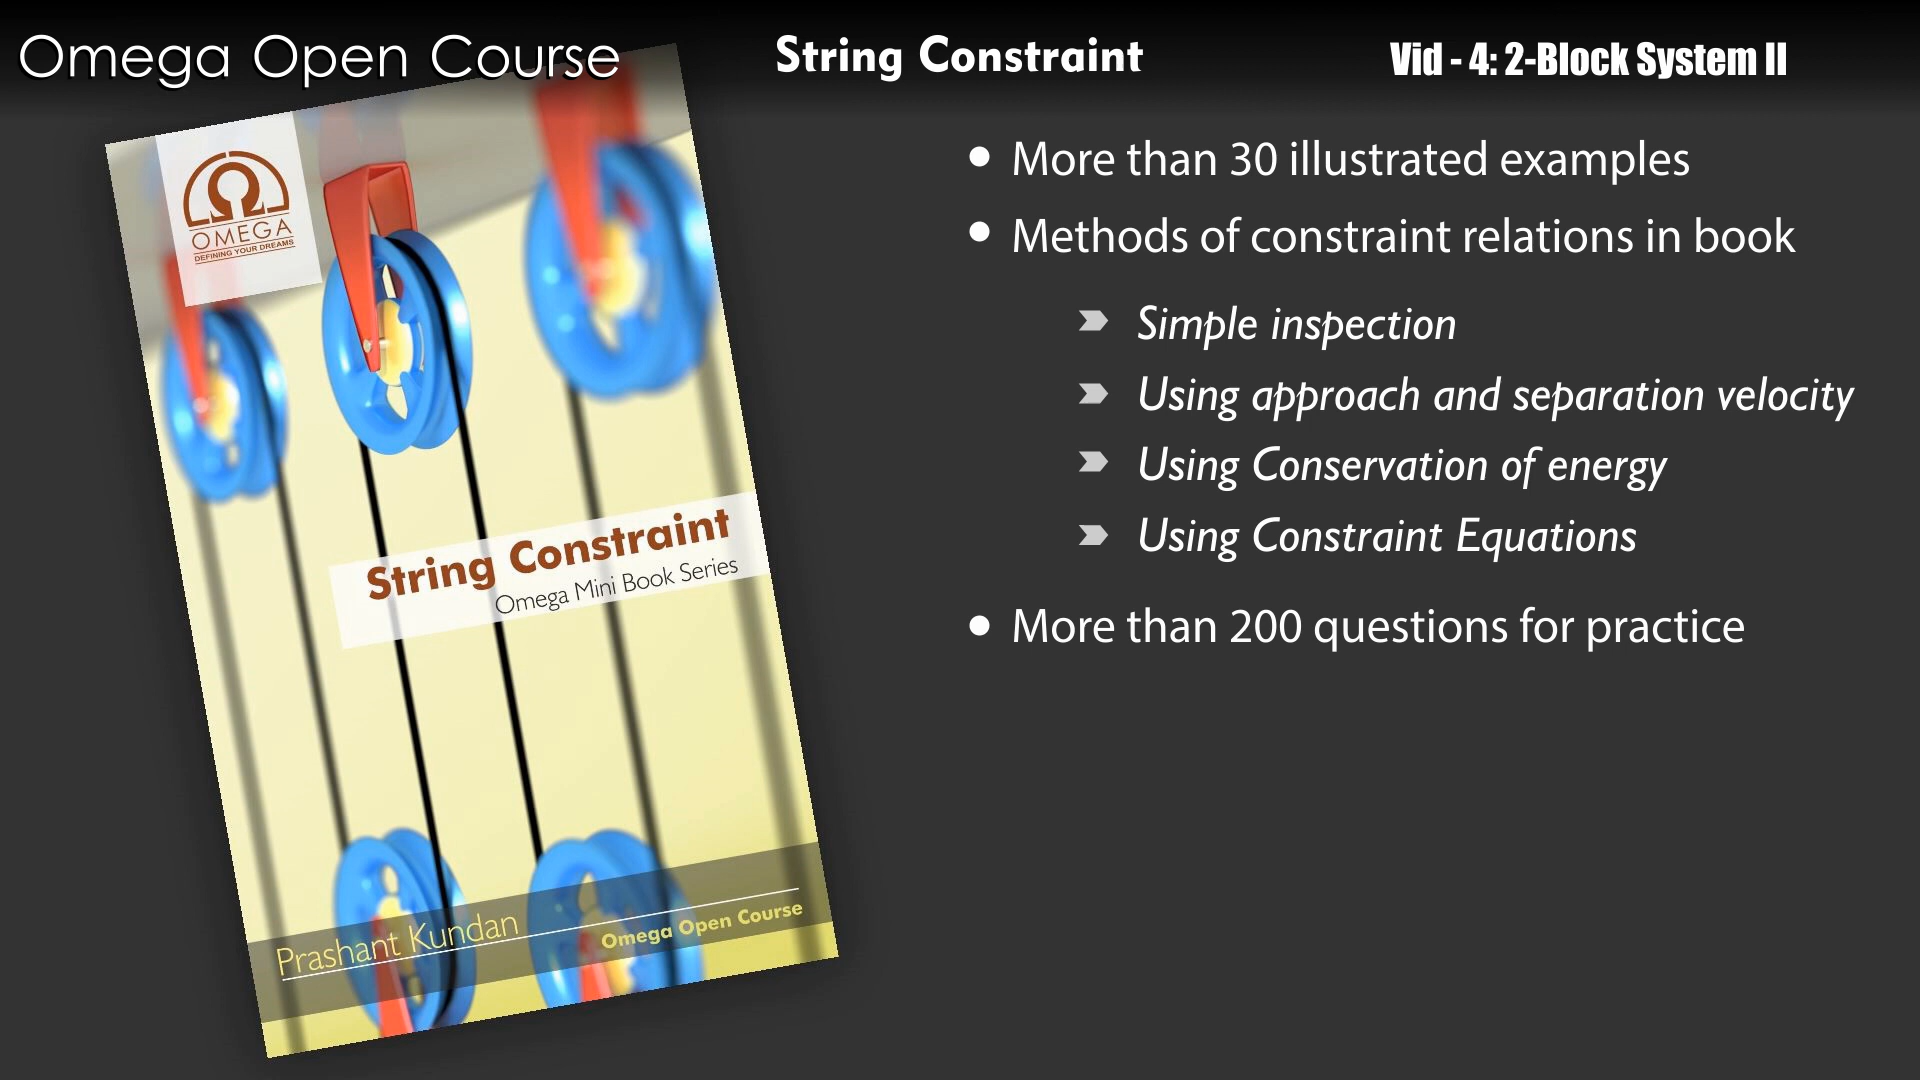 Omega Open Course
String Constraint
Vid - 4: 2-Block System II
OMEGA
DEFINING YOUR DREAMS
String Constraint
Omega Mini Book Series
Prashant Kundan
Omega Open Course
• More than 30 illustrated examples
• Methods of constraint relations in book
Simple inspection
Using approach and separation velocity
Using Conservation of energy
Using Constraint Equations
• More than 200 questions for practice